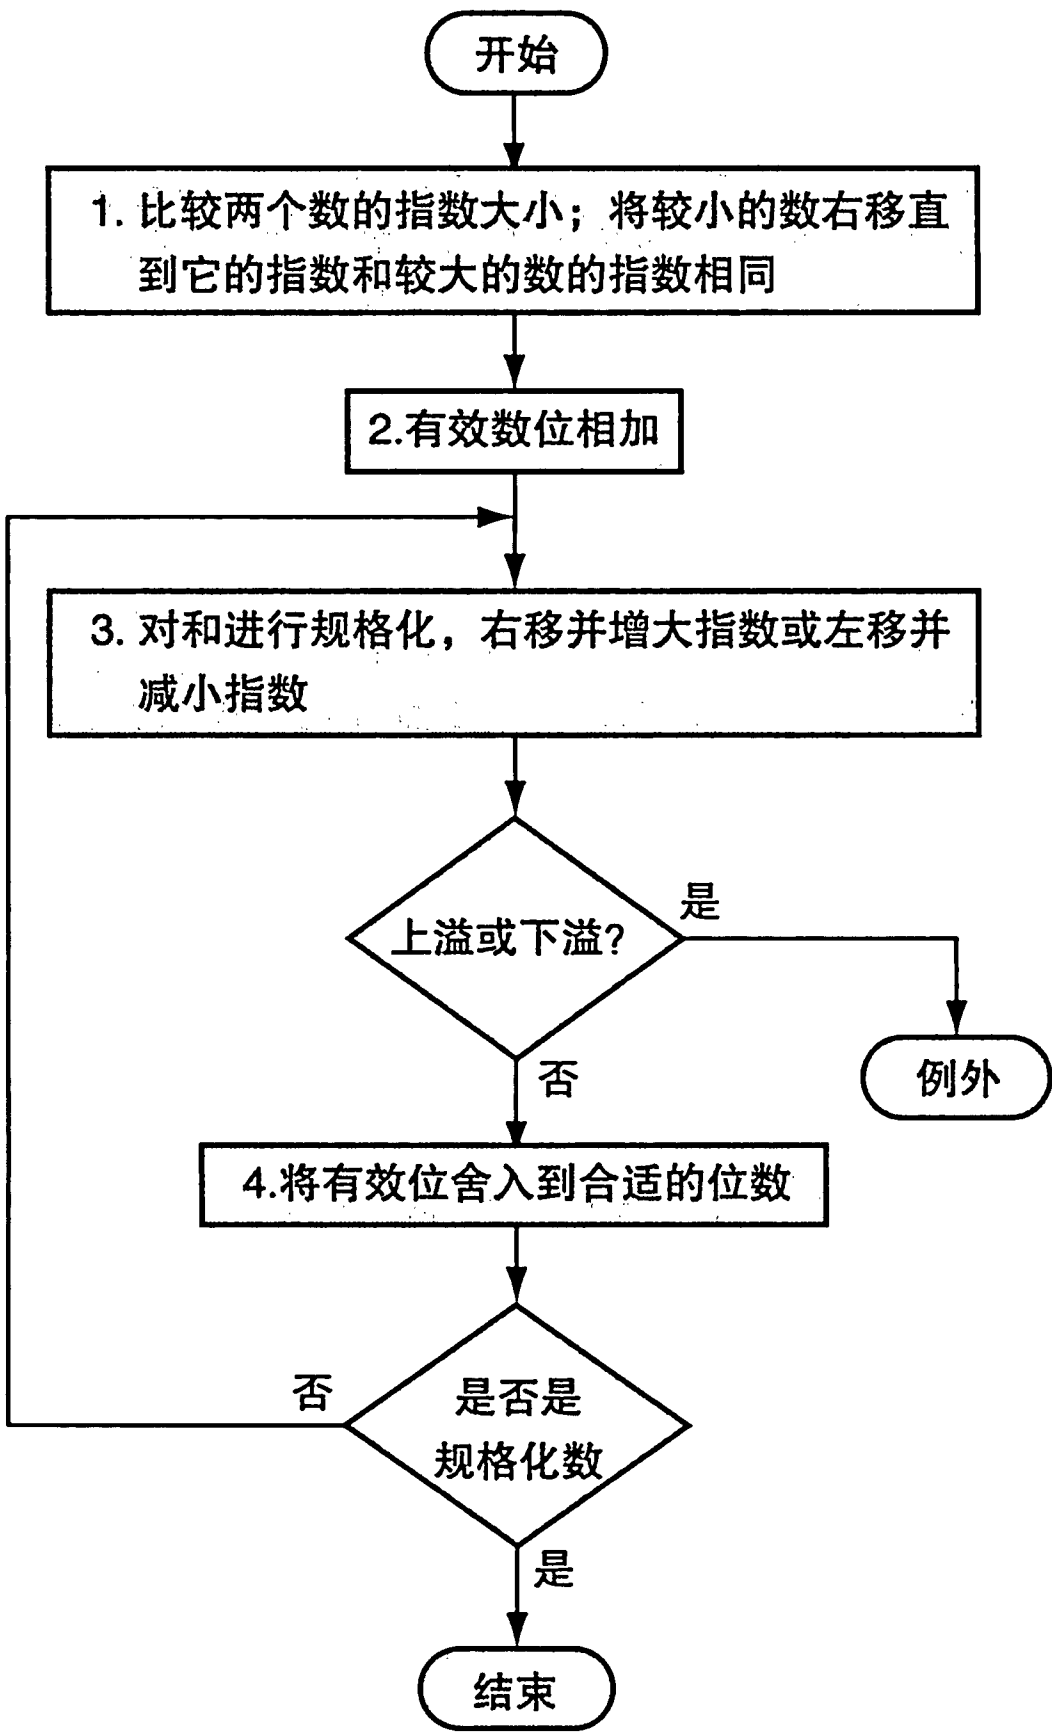 开始
1. 比较两个数的指数大小；将较小的数右移直
到它的指数和较大的数的指数相同
2.有效数位相加
3. 对和进行规格化，右移并增大指数或左移并
减小指数
上溢或下溢?
是
例外
否
4.将有效位舍入到合适的位数
否
是否是
规格化数
是
结束